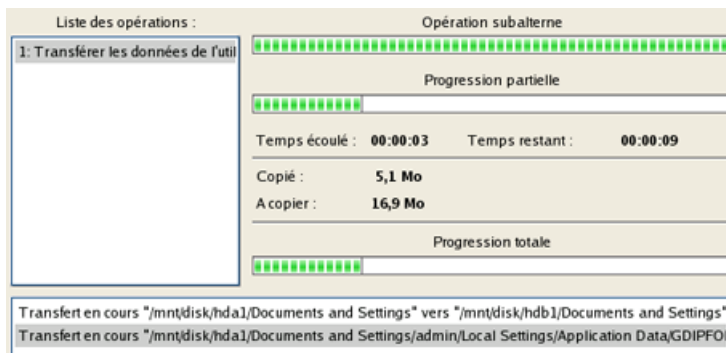 Liste des opérations :
1: Transférer les données de l'util
Opération subalterne
Progression partielle
Temps écoulé : 00:00:03 Temps restant : 00:00:09
Copié : 5,1 Mo
A copier : 16,9 Mo
Progression totale
Transfert en cours "/mnt/disk/hda1/Documents and Settings" vers "/mnt/disk/hdb1/Documents and Settings"
Transfert en cours "/mnt/disk/hda1/Documents and Settings/admin/Local Settings/Application Data/GDIPFO